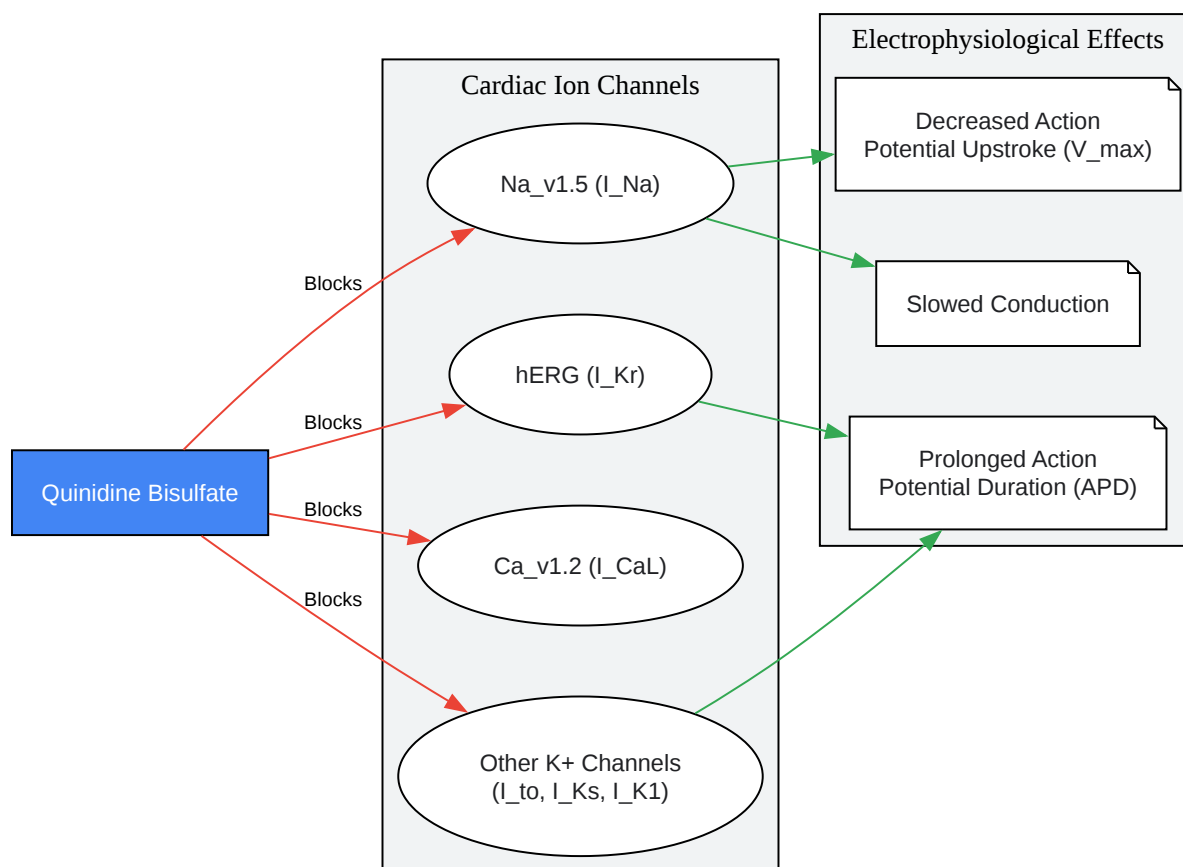 Quinidine Bisulfate
Blocks
Blocks
Blocks
Blocks
Cardiac Ion Channels
Na_v1.5 (I_Na)
hERG (I_Kr)
Ca_v1.2 (I_CaL)
Other K+ Channels
(I_to, I_Ks, I_K1)
Electrophysiological Effects
Decreased Action
Potential Upstroke (V_max)
Slowed Conduction
Prolonged Action
Potential Duration (APD)